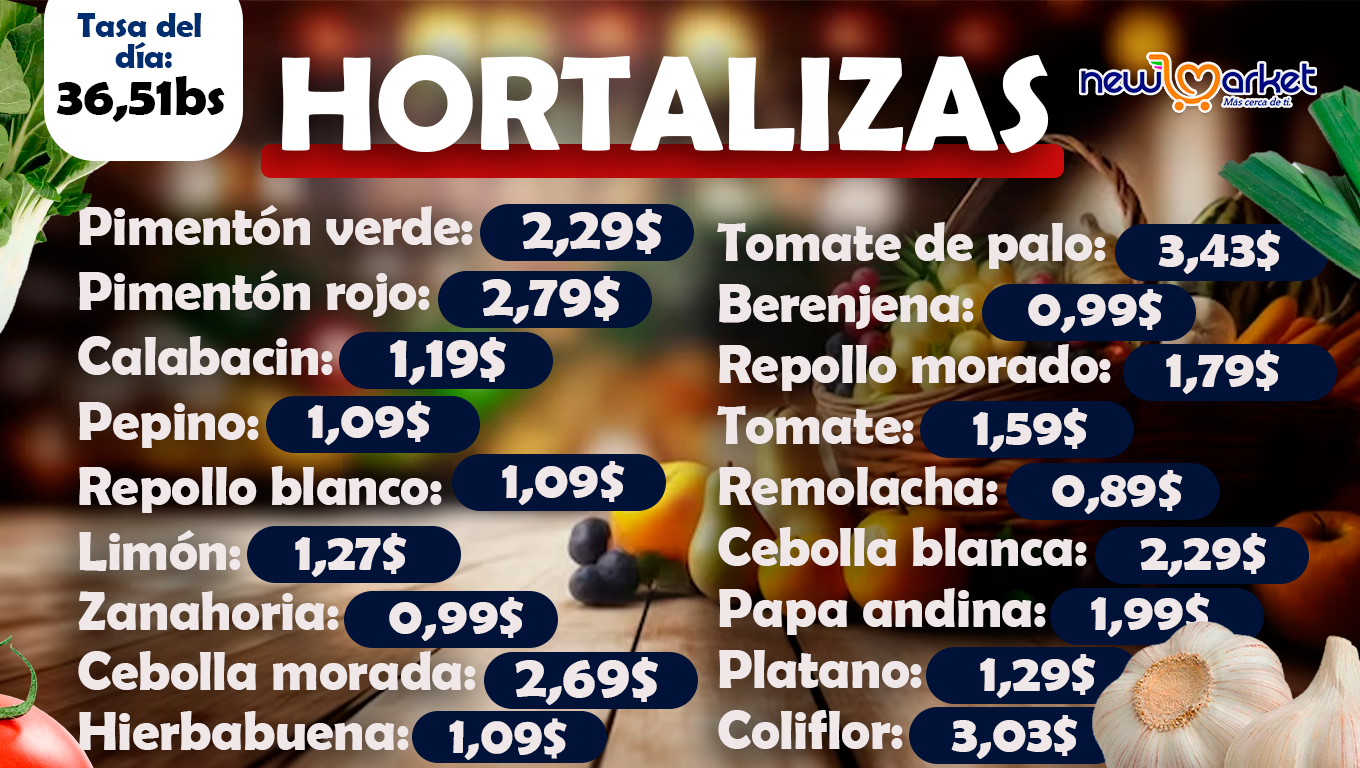 Tasa del
día:
36,51bs
HORTALIZAS
new market
Más cerca de ti.
Pimentón verde: 2,29$
Pimentón rojo: 2,79$
Calabacin: 1,19$
Pepino: 1,09$
Repollo blanco: 1,09$
Limón: 1,27$
Zanahoria: 0,99$
Cebolla morada: 2,69$
Hierbabuena: 1,09$
Tomate de palo: 3,43$
Berenjena: 0,99$
Repollo morado: 1,79$
Tomate: 1,59$
Remolacha: 0,89$
Cebolla blanca: 2,29$
Papa andina: 1,99$
Platano: 1,29$
Coliflor: 3,03$